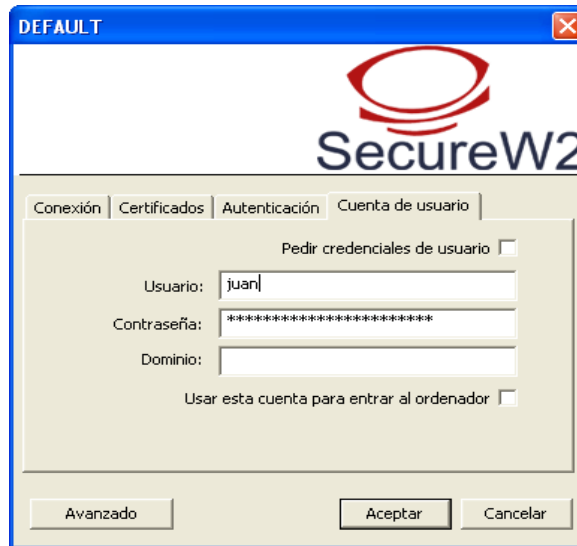 DEFAULT
SecureW2
Conexión Certificados Autenticación Cuenta de usuario
Pedir credenciales de usuario
Usuario: juan
Contraseña: ***********************
Dominio:
Usar esta cuenta para entrar al ordenador
Avanzado Aceptar Cancelar